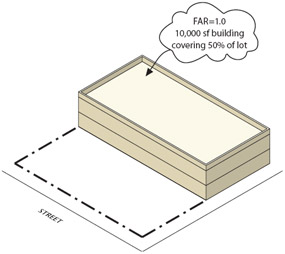 FAR=1.0
10,000 sf building
covering 50% of lot
STREET